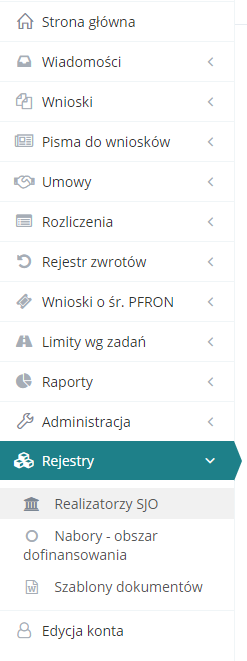 Strona główna
Wiadomości
Wnioski
Pisma do wniosków
Umowy
Rozliczenia
Rejestr zwrotów
Wnioski o śr. PFRON
Limity wg zadań
Raporty
Administracja
Rejestry
Realizatorzy SJO
Nabory - obszar
dofinansowania
Szablony dokumentów
Edycja konta